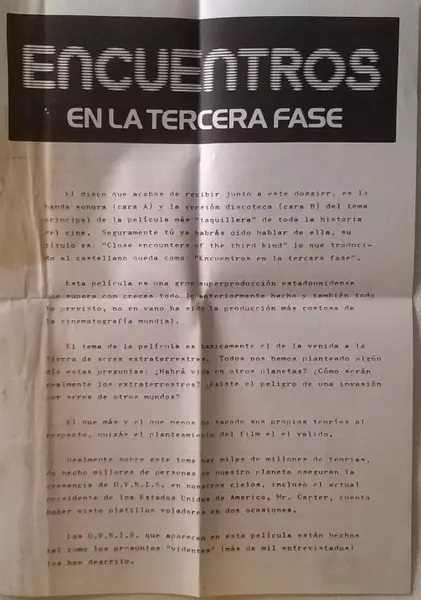 ENCUENTROS
EN LA TERCERA FASE
El disco que acabas de recibir junto a este dossier, es la
banda sonora (cara A) y la versión discoteca (cara B) del tema
principal de la película más "taquillera" de toda la historia
del cine. Seguramente tú ya habrás oído hablar de ella, su
título es: "Close encounters of the third kind" lo que traduci-
do al castellano queda como "Encuentros en la tercera fase".
Esta película es una gran superproducción estadounidense
que supera con creces todo lo anteriormente hecho y también todo
lo previsto, no en vano ha sido la producción más costosa de
la cinematografía mundial.
El tema de la película es básicamente el de la venida a la
Tierra de seres extraterrestres. Todos nos hemos planteado algún
día estas preguntas: ¿Habrá vida en otros planetas? ¿Cómo serán
realmente los extraterrestres? ¿Existe el peligro de una invasión
por seres de otros mundos?
El que más y el que menos ha sacado sus propias teorías al
respecto, quizás el planteamiento del film el el valido.
Realmente sobre este tema hay miles de millones de teorías,
de hecho millores de personas de nuestro planeta aseguren la
presencia de O.V.N.I.S. en nuestros cielos, incluso el actual
presidente de los Estados Unidos de America, Mr. Carter, cuenta
haber visto platillos voladores en dos ocasiones.
Los O.V.N.I.S. que aparecen en esta película están hechos
tal como los presuntos "videntes" (más de mil entrevistados)
los han descrito.